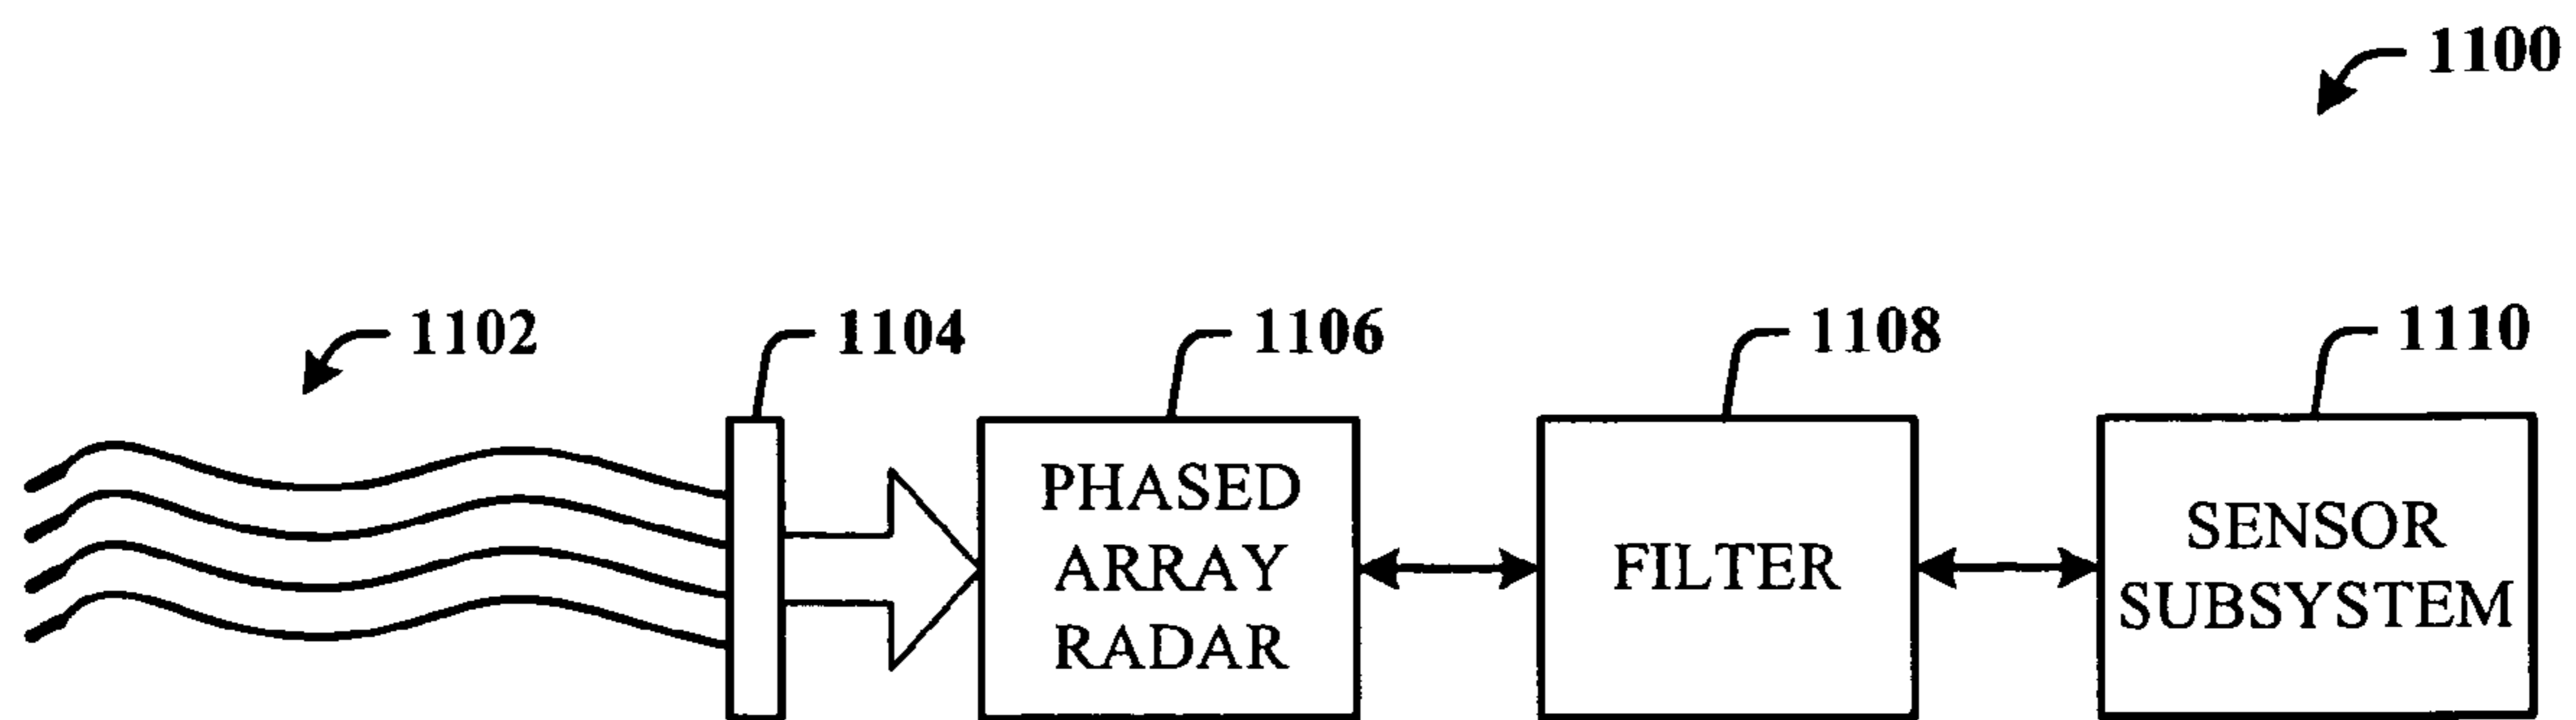 1100
1102
1104
1106
1108
1110
PHASED
ARRAY
RADAR
FILTER
SENSOR
SUBSYSTEM